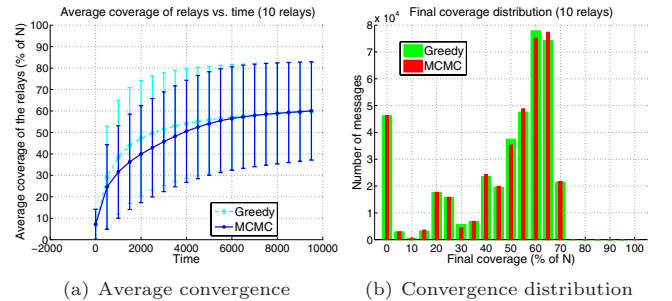 Average coverage of relays vs. time (10 relays)
Average coverage of the relays (% of N)
100
90
80
70
60
50
40
30
20
10
0
-2000
0
2000
4000
6000
8000
10000
Time
Greedy
MCMC
(a) Average convergence
Final coverage distribution (10 relays)
x 10^4
Number of messages
8
7
6
5
4
3
2
1
0
0
10
20
30
40
50
60
70
80
90
100
Final coverage (% of N)
Greedy
MCMC
(b) Convergence distribution